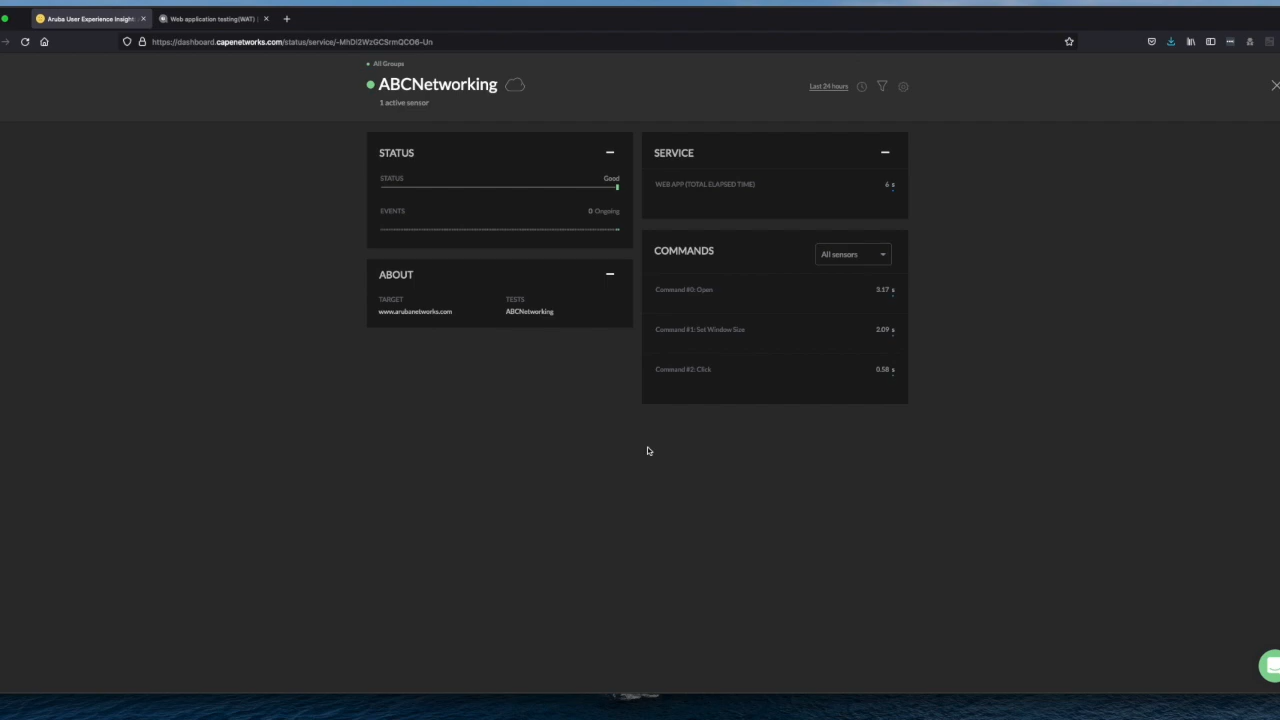 Aruba User Experience Insight
Web application testing(WAT) |
https://dashboard.capenetworks.com/status/service/-MhDl2WzGCSrmQCO6-Un
All Groups
ABCNetworking
1 active sensor
Last 24 hours
STATUS
STATUS
Good
EVENTS
0 Ongoing
ABOUT
TARGET
TESTS
www.arubanetworks.com
ABCNetworking
SERVICE
WEB APP (TOTAL ELAPSED TIME)
6 s
COMMANDS
All sensors
Command #0: Open
3.17 s
Command #1: Set Window Size
2.09 s
Command #2: Click
0.58 s